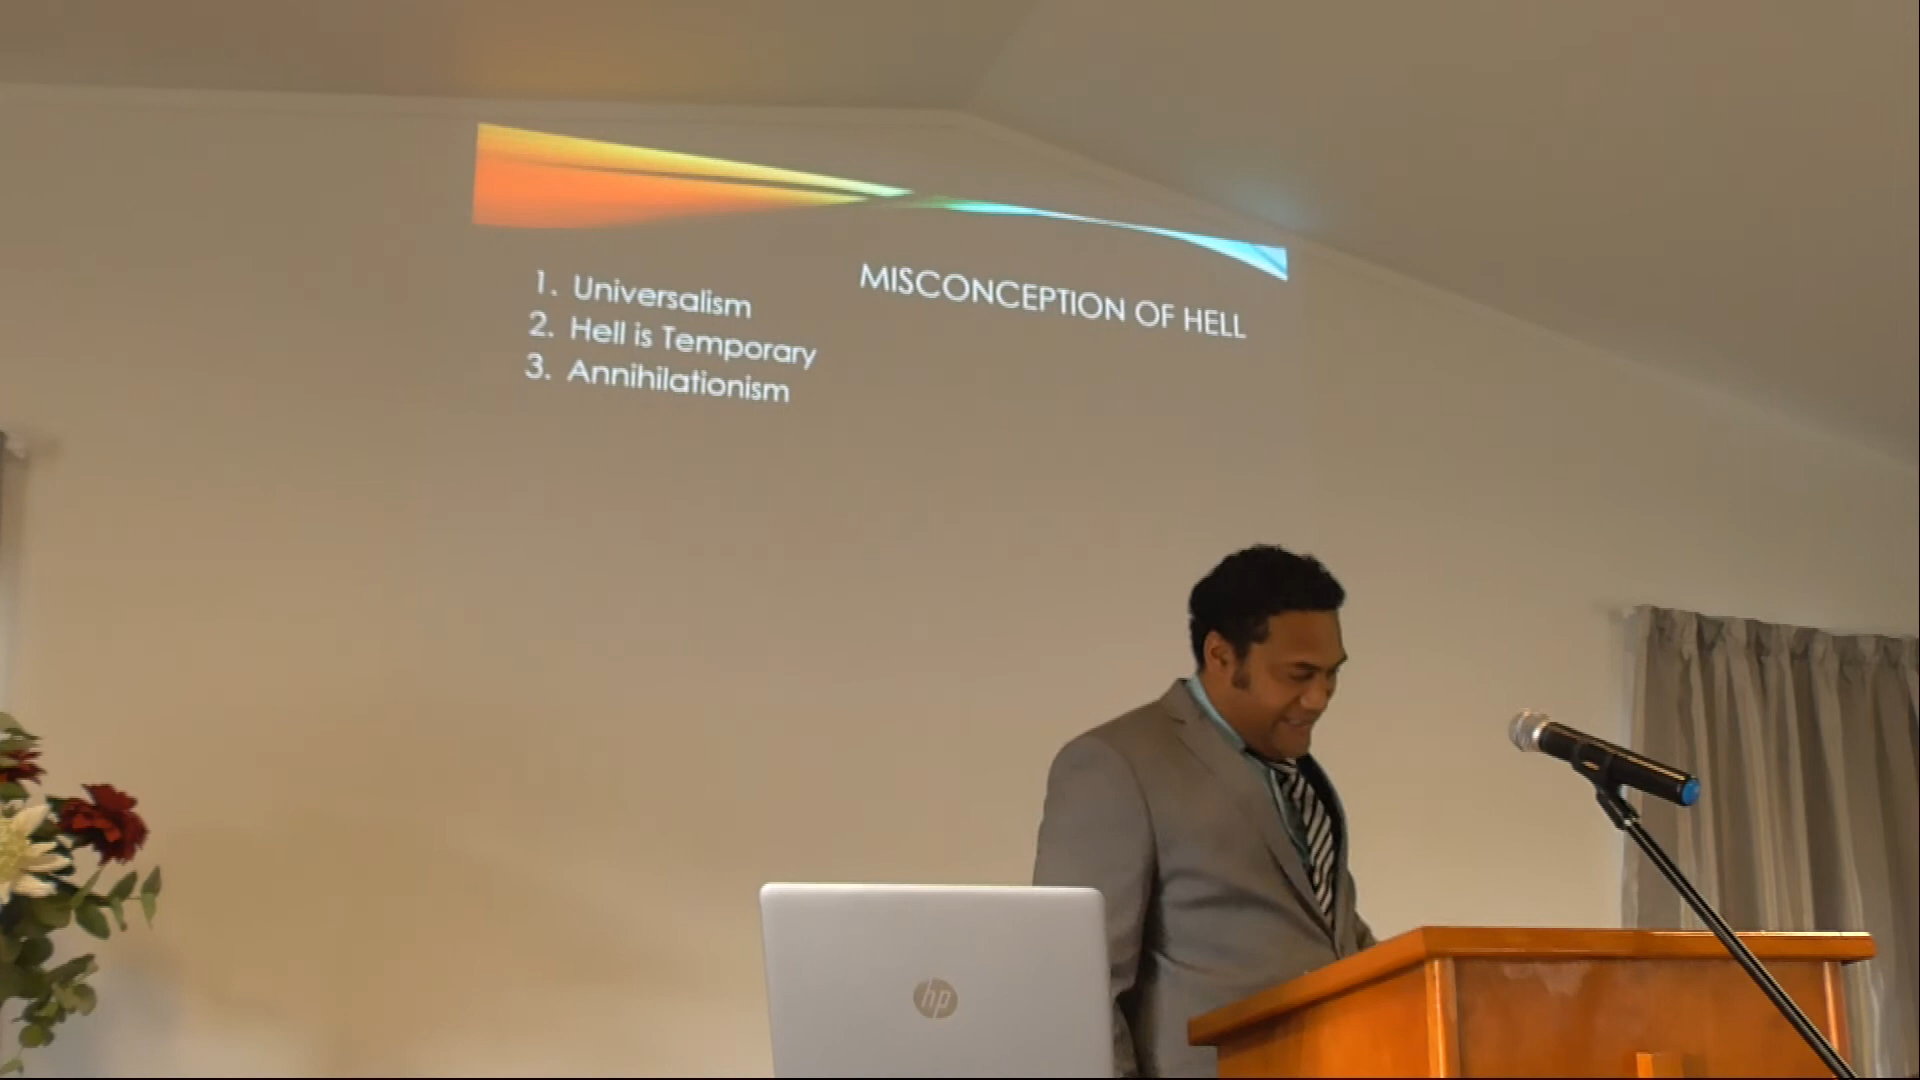 MISCONCEPTION OF HELL
1. Universalism
2. Hell is Temporary
3. Annihilationism
hp